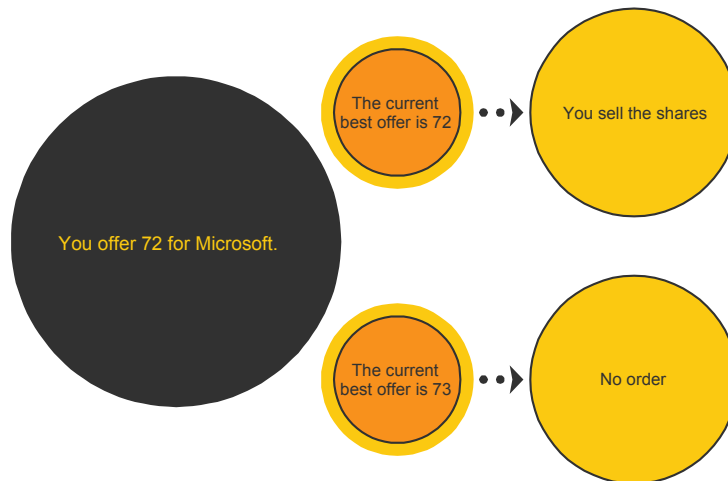 You offer 72 for Microsoft.
The current
best offer is 72
You sell the shares
The current
best offer is 73
No order